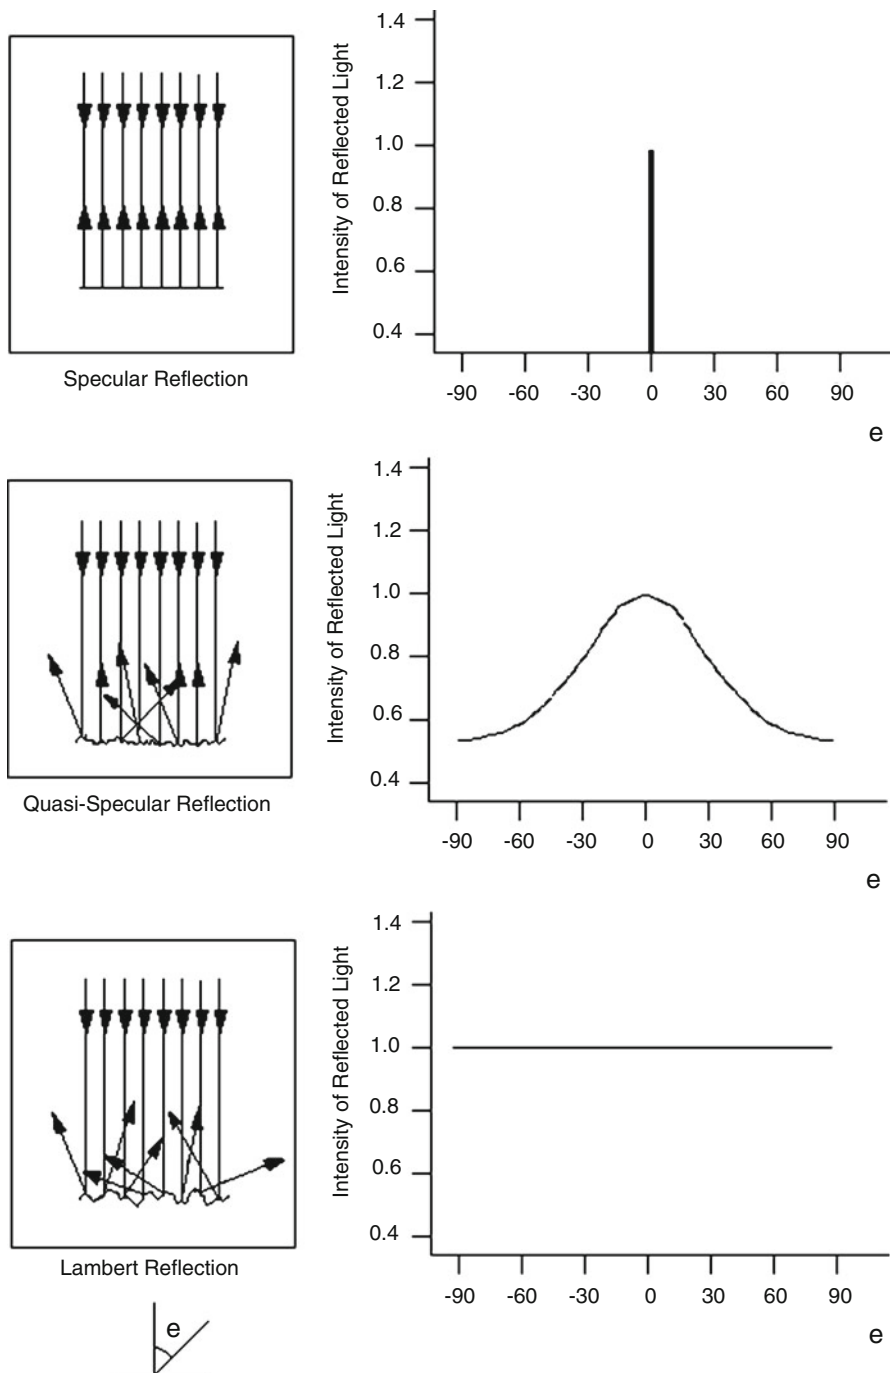 Intensity of Reflected Light
1.4
1.2
1.0
0.8
0.6
0.4
-90 -60 -30 0 30 60 90
e
Specular Reflection
Intensity of Reflected Light
1.4
1.2
1.0
0.8
0.6
0.4
-90 -60 -30 0 30 60 90
e
Quasi-Specular Reflection
Intensity of Reflected Light
1.4
1.2
1.0
0.8
0.6
0.4
-90 -60 -30 0 30 60 90
e
Lambert Reflection
e